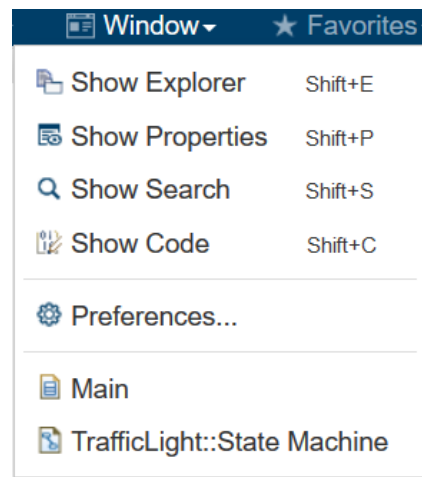 Window Favorites
Show Explorer Shift+E
Show Properties Shift+P
Show Search Shift+S
Show Code Shift+C
Preferences...
Main
TrafficLight::State Machine